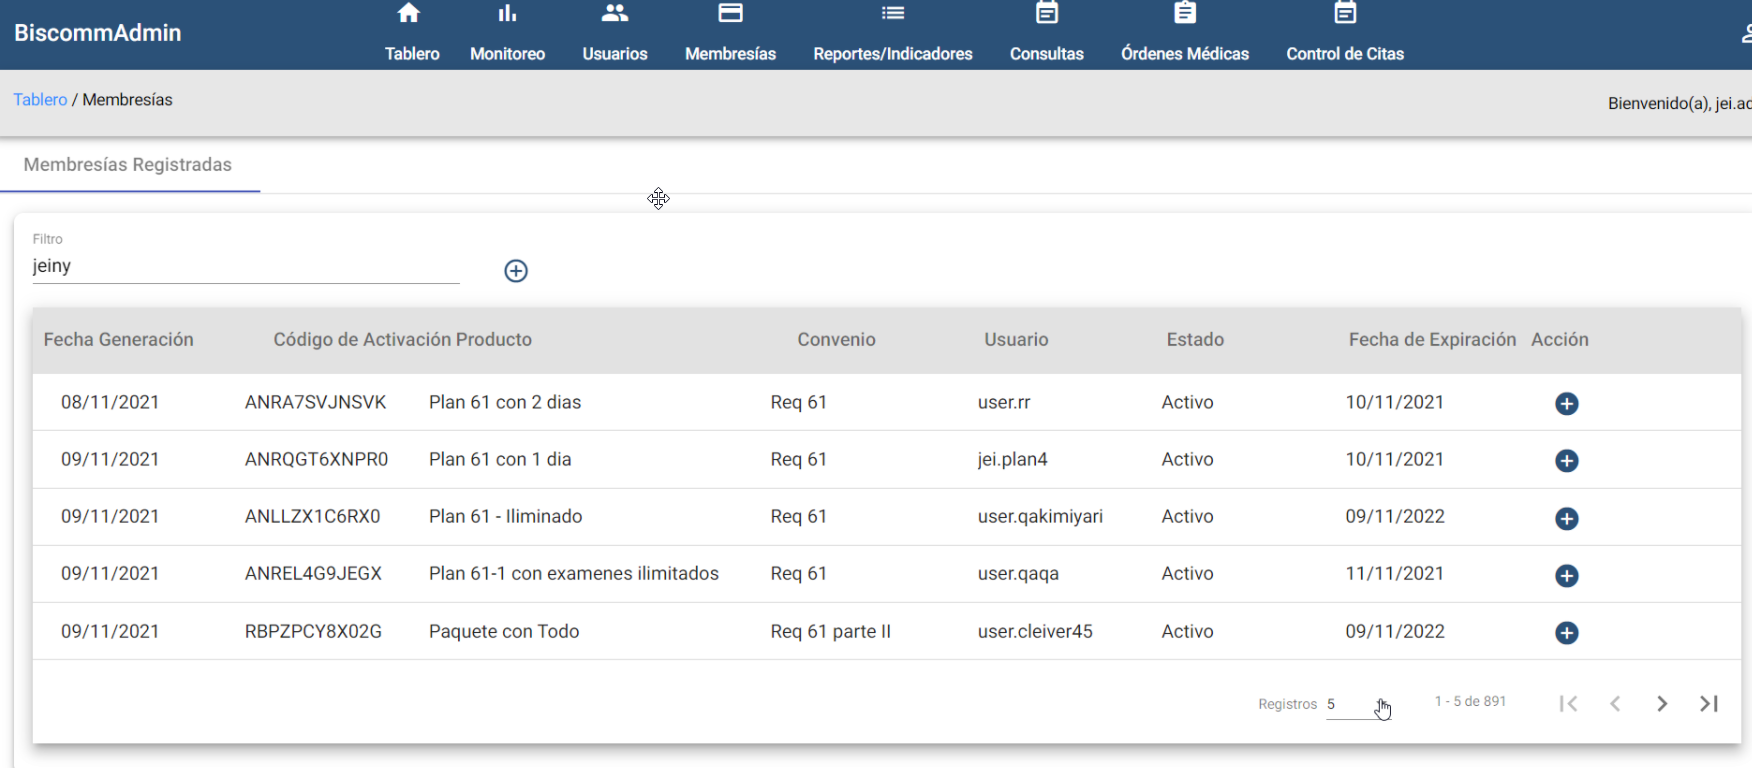 BiscommAdmin
Tablero Monitoreo Usuarios Membresías Reportes/Indicadores Consultas Órdenes Médicas Control de Citas
Tablero / Membresías
Bienvenido(a), jei.ad
Membresías Registradas
Filtro
jeiny
Fecha Generación Código de Activación Producto Convenio Usuario Estado Fecha de Expiración Acción
08/11/2021 ANRA7SVJNSVK Plan 61 con 2 dias Req 61 user.rr Activo 10/11/2021
09/11/2021 ANRQGT6XNPR0 Plan 61 con 1 dia Req 61 jei.plan4 Activo 10/11/2021
09/11/2021 ANLLZX1C6RX0 Plan 61 - Iliminado Req 61 user.qakimiyari Activo 09/11/2022
09/11/2021 ANREL4G9JEGX Plan 61-1 con examenes ilimitados Req 61 user.qaqa Activo 11/11/2021
09/11/2021 RBPZPCY8X02G Paquete con Todo Req 61 parte II user.cleiver45 Activo 09/11/2022
Registros 5 1 - 5 de 891